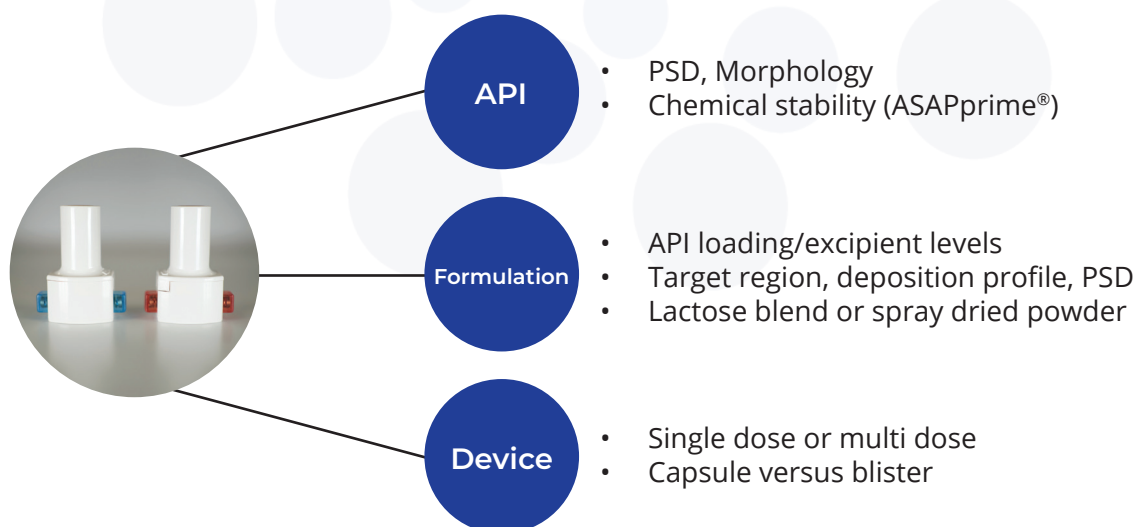 API
• PSD, Morphology
• Chemical stability (ASAPprime®)
Formulation
• API loading/excipient levels
• Target region, deposition profile, PSD
• Lactose blend or spray dried powder
Device
• Single dose or multi dose
• Capsule versus blister